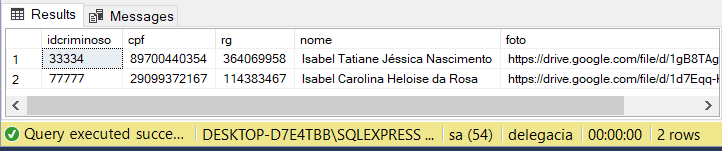 Results Messages
idcriminoso cpf rg nome foto
1 33334 89700440354 364069958 Isabel Tatiane Jéssica Nascimento https://drive.google.com/file/d/1gB8TAg
2 77777 29099372167 114383467 Isabel Carolina Heloise da Rosa https://drive.google.com/file/d/1d7Eqq-
Query executed succe... DESKTOP-D7E4TBB\SQLEXPRESS ... sa (54) delegacia 00:00:00 2 rows